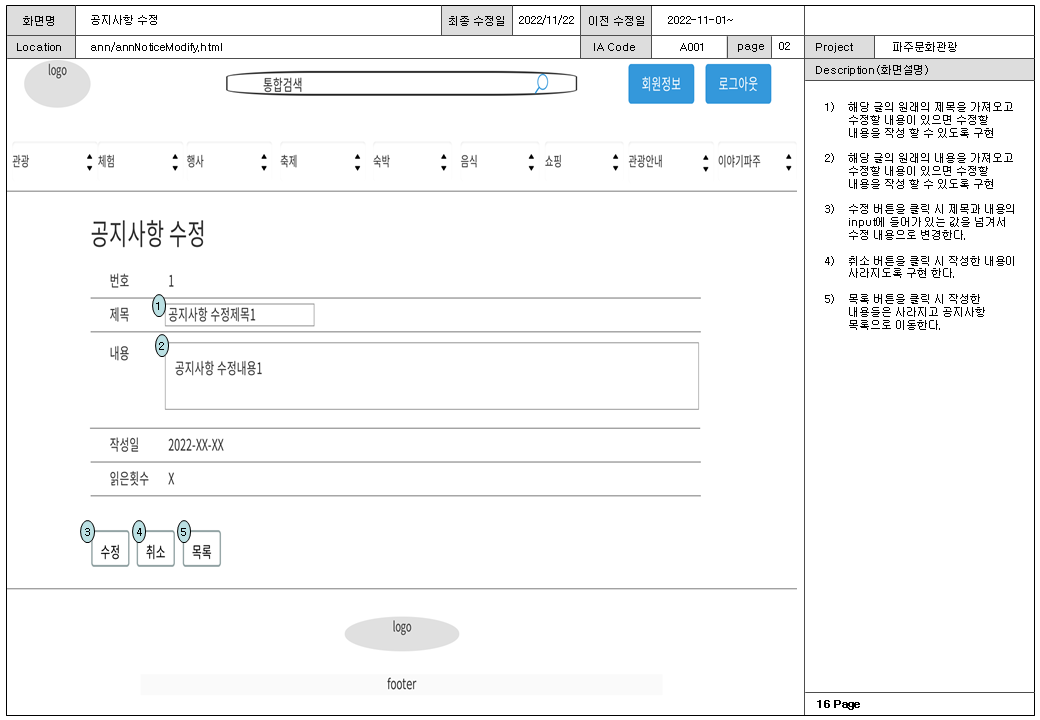 화면명 공지사항 수정 최종 수정일 2022/11/22 이전 수정일 2022-11-01~
Location ann/annNoticeModify,html IA Code A001 page 02 Project 파주문화관광
logo
통합검색
회원정보
로그아웃
관광 체험 행사 축제 숙박 음식 쇼핑 관광안내 이야기파주
공지사항 수정
번호 1
1
제목 공지사항 수정제목1
2
내용
공지사항 수정내용1
작성일 2022-XX-XX
읽은횟수 X
3 4 5
수정 취소 목록
logo
footer
Description(화면설명)
1) 해당 글의 원래의 제목을 가져오고
수정할 내용이 있으면 수정할
내용을 작성 할 수 있도록 구현
2) 해당 글의 원래의 내용을 가져오고
수정할 내용이 있으면 수정할
내용을 작성 할 수 있도록 구현
3) 수정 버튼을 클릭 시 제목과 내용의
input에 들어가 있는 값을 넘겨서
수정 내용으로 변경한다.
4) 취소 버튼을 클릭 시 작성한 내용이
사라지도록 구현 한다.
5) 목록 버튼을 클릭 시 작성한
내용들은 사라지고 공지사항
목록으로 이동한다.
16 Page